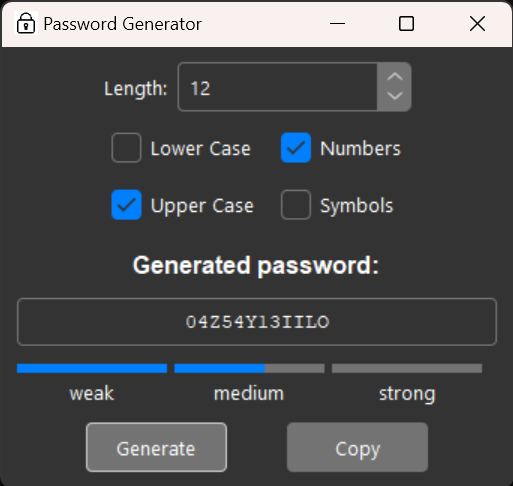 Password Generator
Length: 12
Lower Case Numbers
Upper Case Symbols
Generated password:
04Z54Y13IILO
weak medium strong
Generate Copy